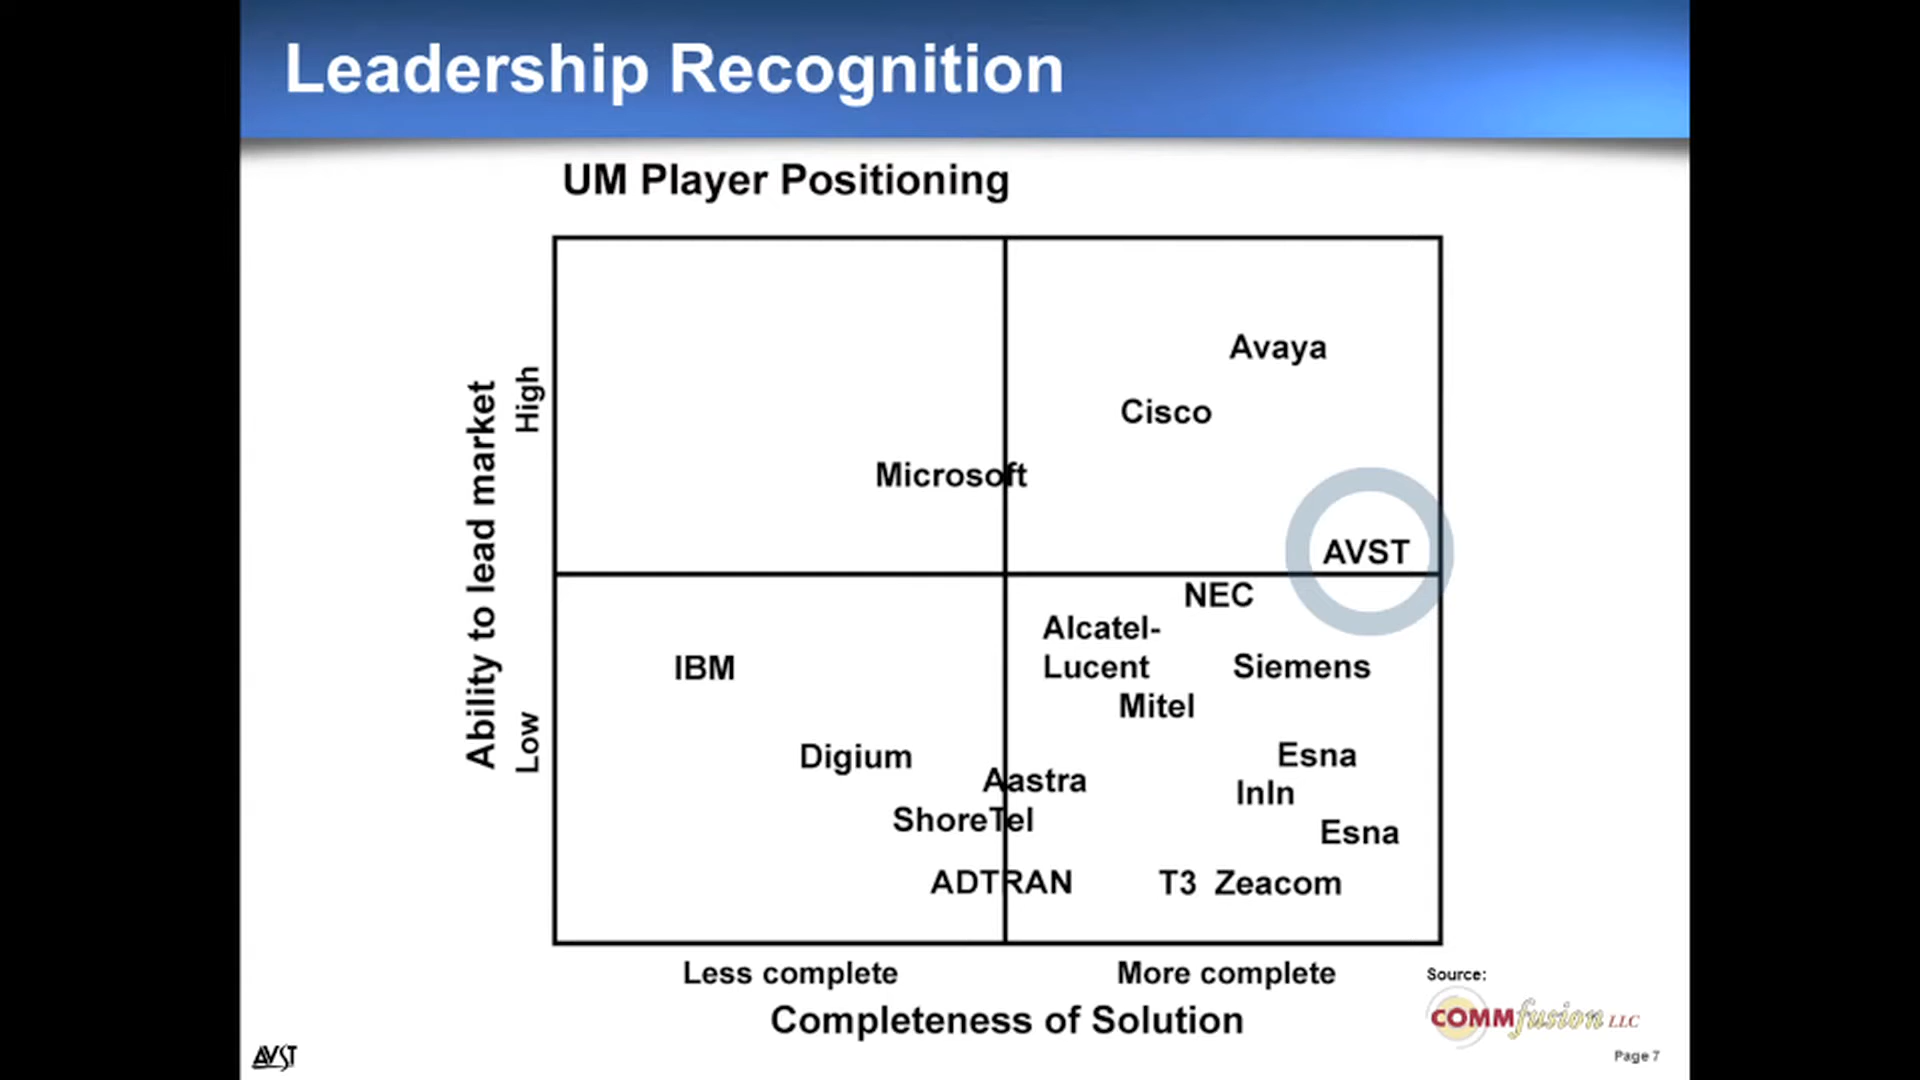 Leadership Recognition
UM Player Positioning
Ability to lead market
High
Low
Avaya
Cisco
Microsoft
AVST
NEC
Alcatel-
Lucent
IBM
Siemens
Mitel
Digium
Esna
Aastra
InIn
ShoreTel
Esna
ADTRAN
T3 Zeacom
Less complete
More complete
Completeness of Solution
Source:
COMMfusion LLC
AVST
Page 7